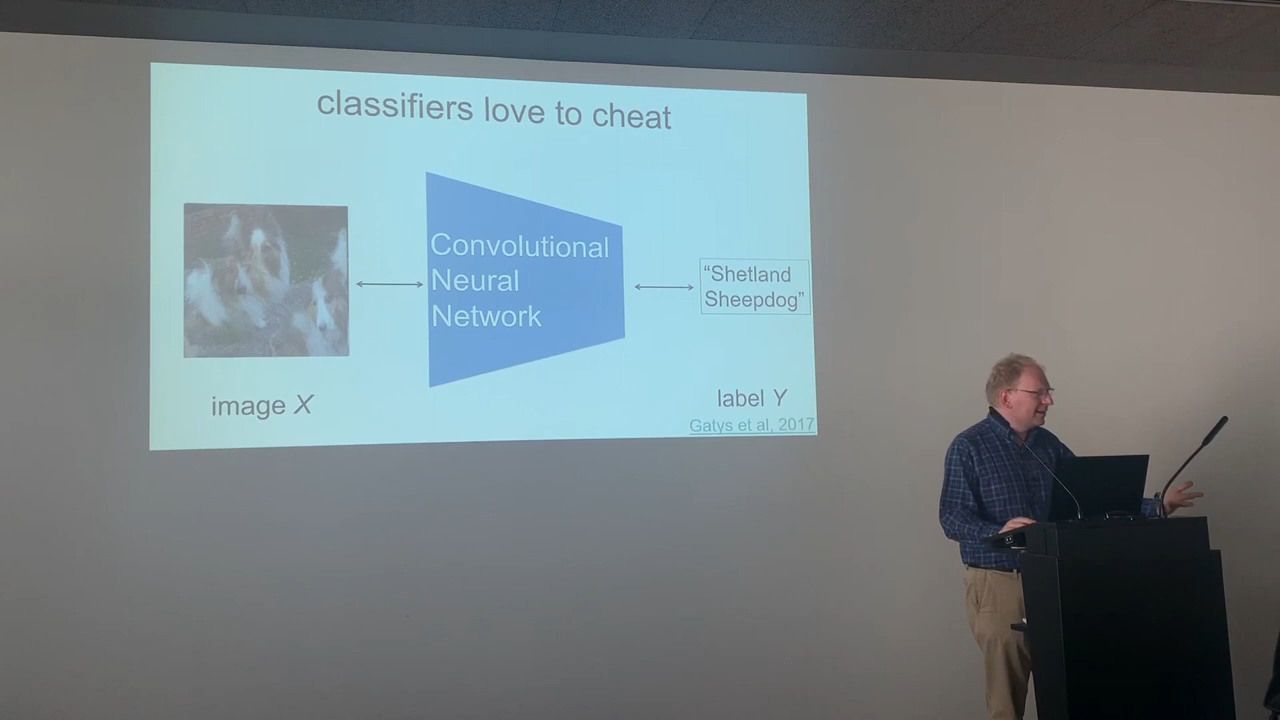 classifiers love to cheat
Convolutional
Neural
Network
“Shetland
Sheepdog”
image X
label Y
Gatys et al, 2017